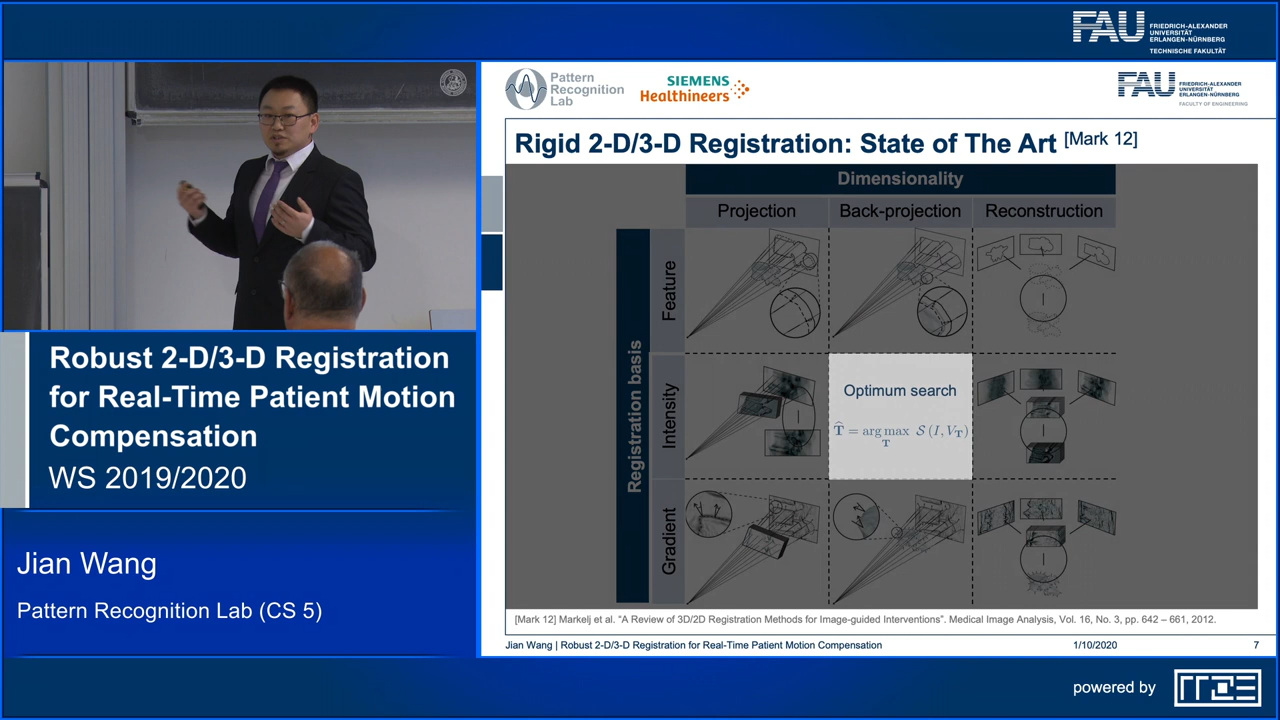 FAU
FRIEDRICH-ALEXANDER
UNIVERSITÄT
ERLANGEN-NÜRNBERG
TECHNISCHE FAKULTÄT
Pattern
Recognition
Lab
SIEMENS
Healthineers
FAU
FRIEDRICH-ALEXANDER
UNIVERSITÄT
ERLANGEN-NÜRNBERG
FACULTY OF ENGINEERING
Rigid 2-D/3-D Registration: State of The Art [Mark 12]
Dimensionality
Projection Back-projection Reconstruction
Registration basis
Feature
Intensity
Gradient
Optimum search
T̂ = arg max S (I, V_T)
T
[Mark 12] Markelj et al. “A Review of 3D/2D Registration Methods for Image-guided Interventions”. Medical Image Analysis, Vol. 16, No. 3, pp. 642 – 661, 2012.
Jian Wang | Robust 2-D/3-D Registration for Real-Time Patient Motion Compensation 1/10/2020 7
Robust 2-D/3-D Registration
for Real-Time Patient Motion
Compensation
WS 2019/2020
Jian Wang
Pattern Recognition Lab (CS 5)
powered by
rrze